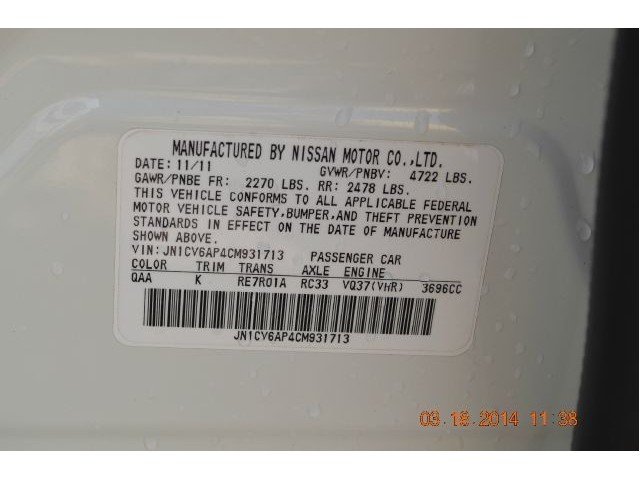 MANUFACTURED BY NISSAN MOTOR CO.,LTD.
DATE: 11/11 GVWR/PNBV: 4722 LBS.
GAWR/PNBE FR: 2270 LBS. RR: 2478 LBS.
THIS VEHICLE CONFORMS TO ALL APPLICABLE FEDERAL
MOTOR VEHICLE SAFETY,BUMPER,AND THEFT PREVENTION
STANDARDS IN EFFECT ON THE DATE OF MANUFACTURE
SHOWN ABOVE.
VIN:JN1CV6AP4CM931713 PASSENGER CAR
COLOR TRIM TRANS AXLE ENGINE
QAA K RE7R01A RC33 VQ37(VHR) 3696CC
JN1CV6AP4CM931713
03.16.2014 11:38